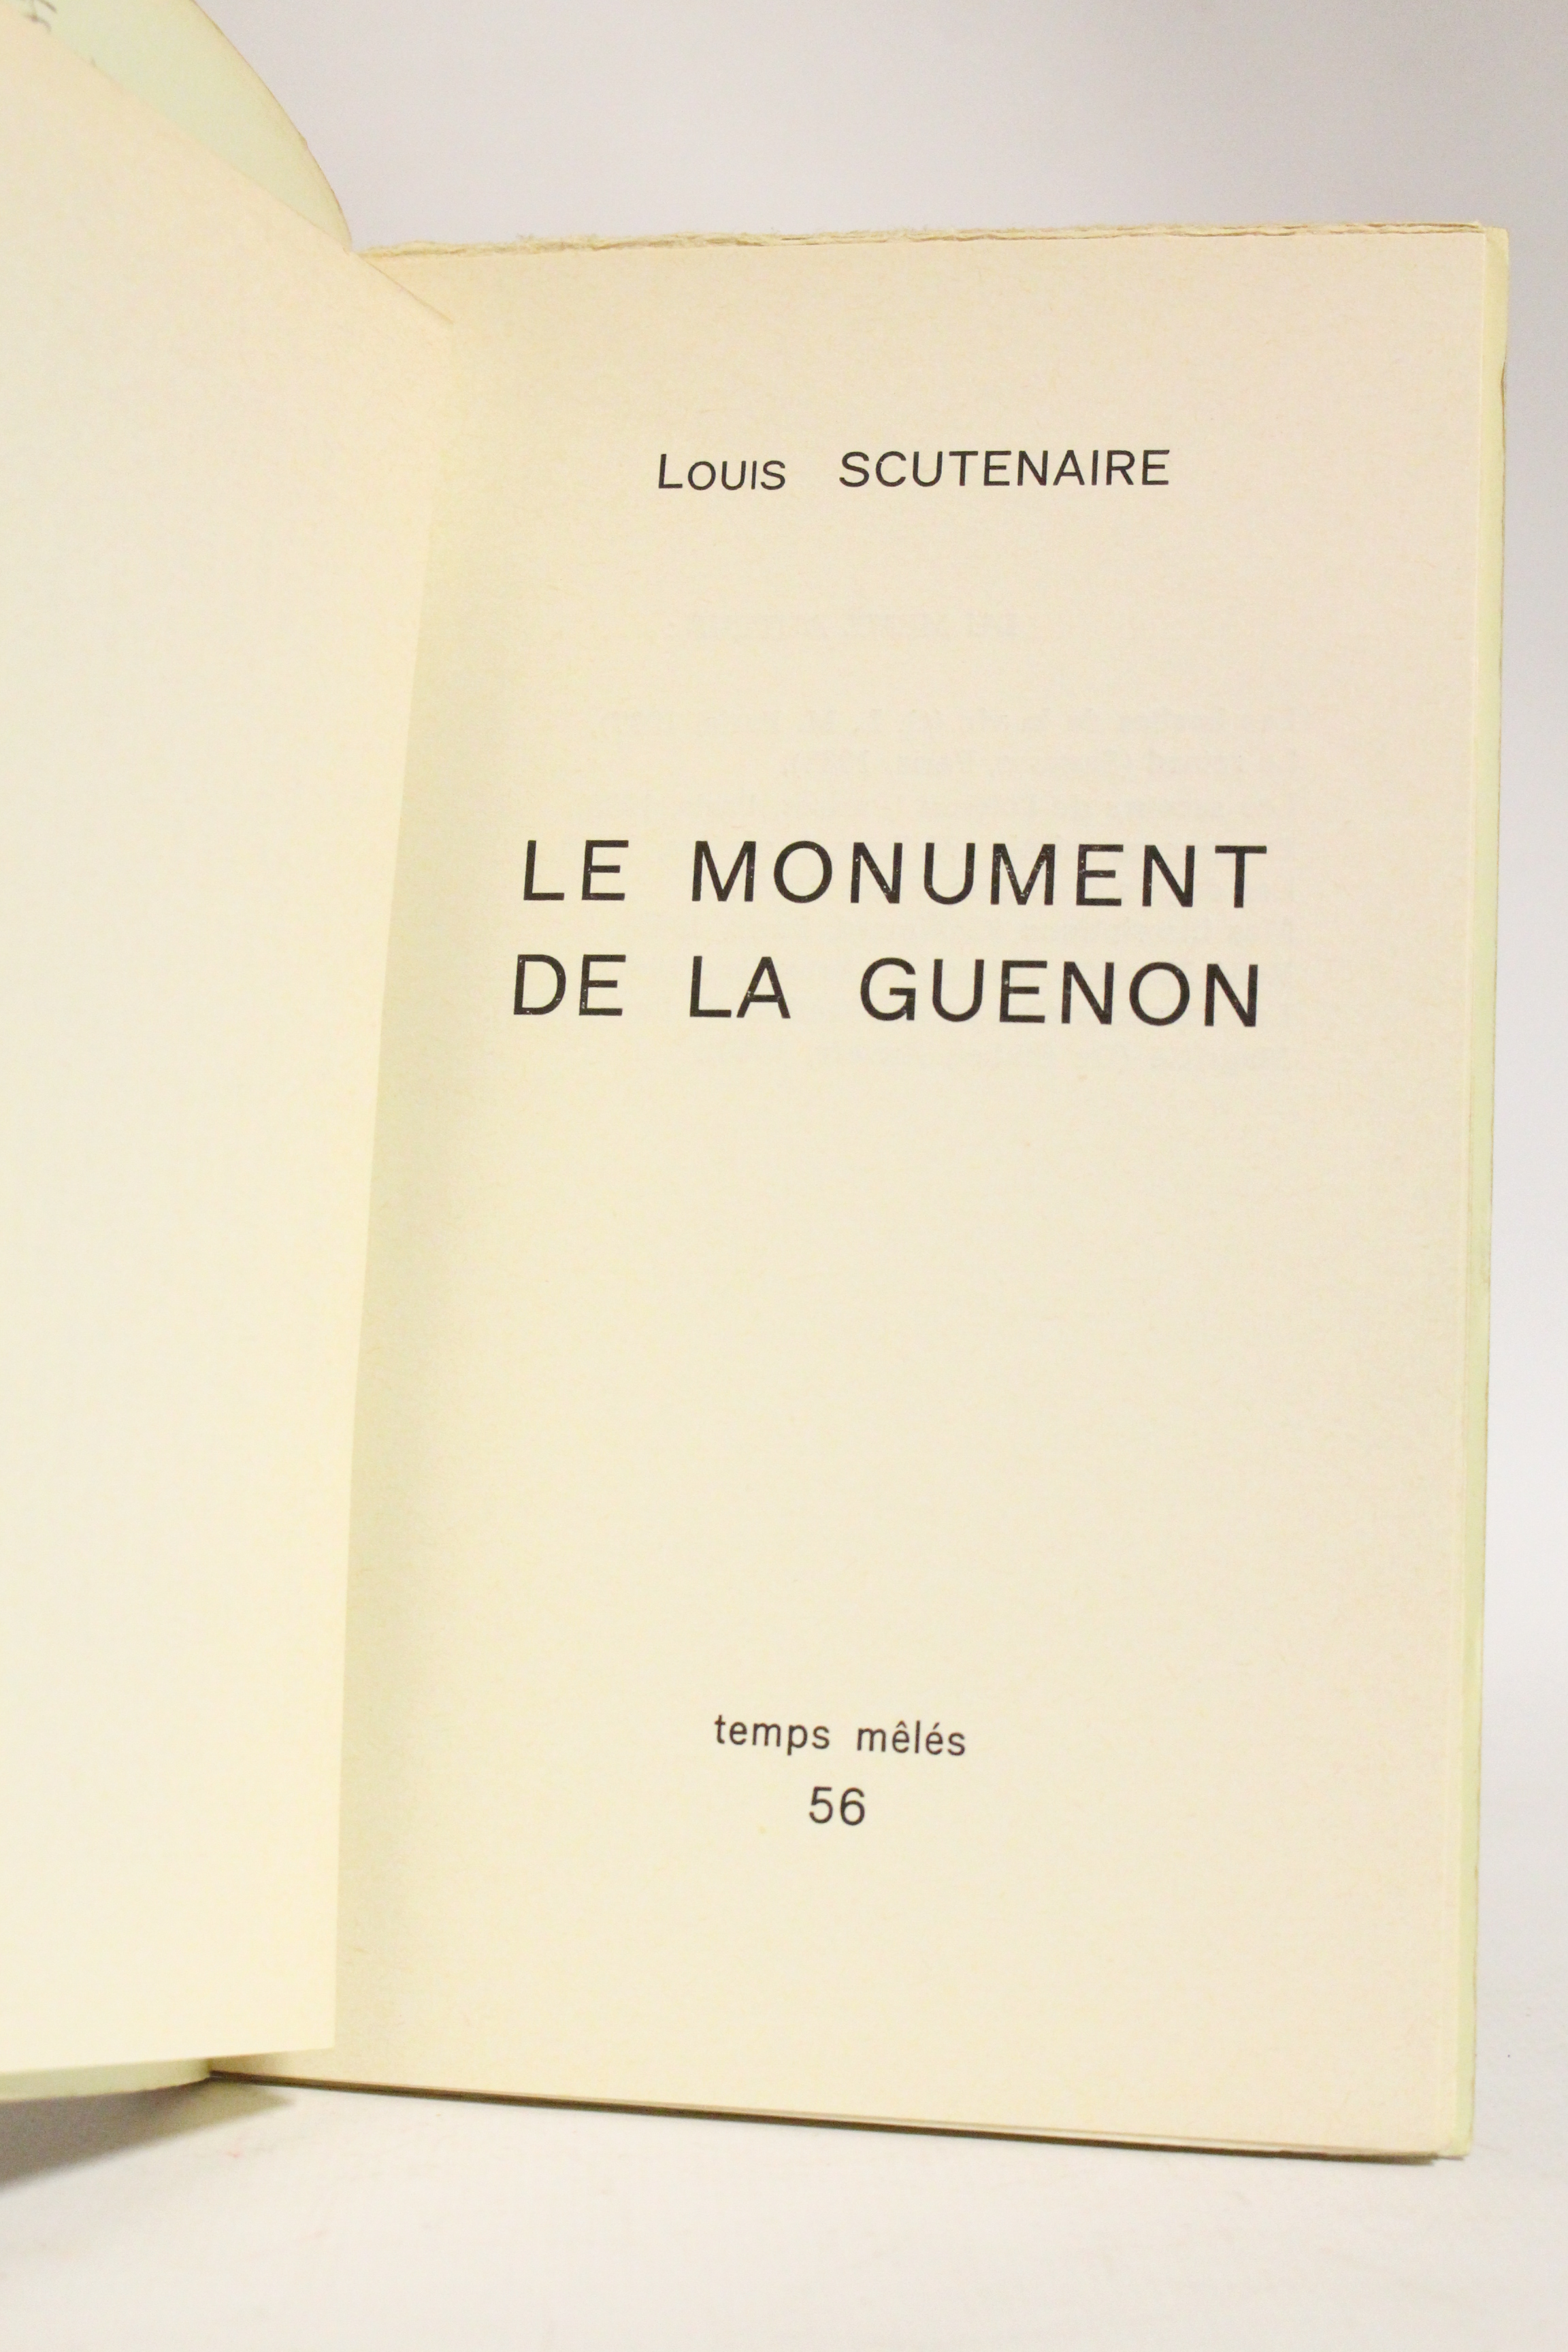 Louis SCUTENAIRE
LE MONUMENT
DE LA GUENON
temps mêlés
56